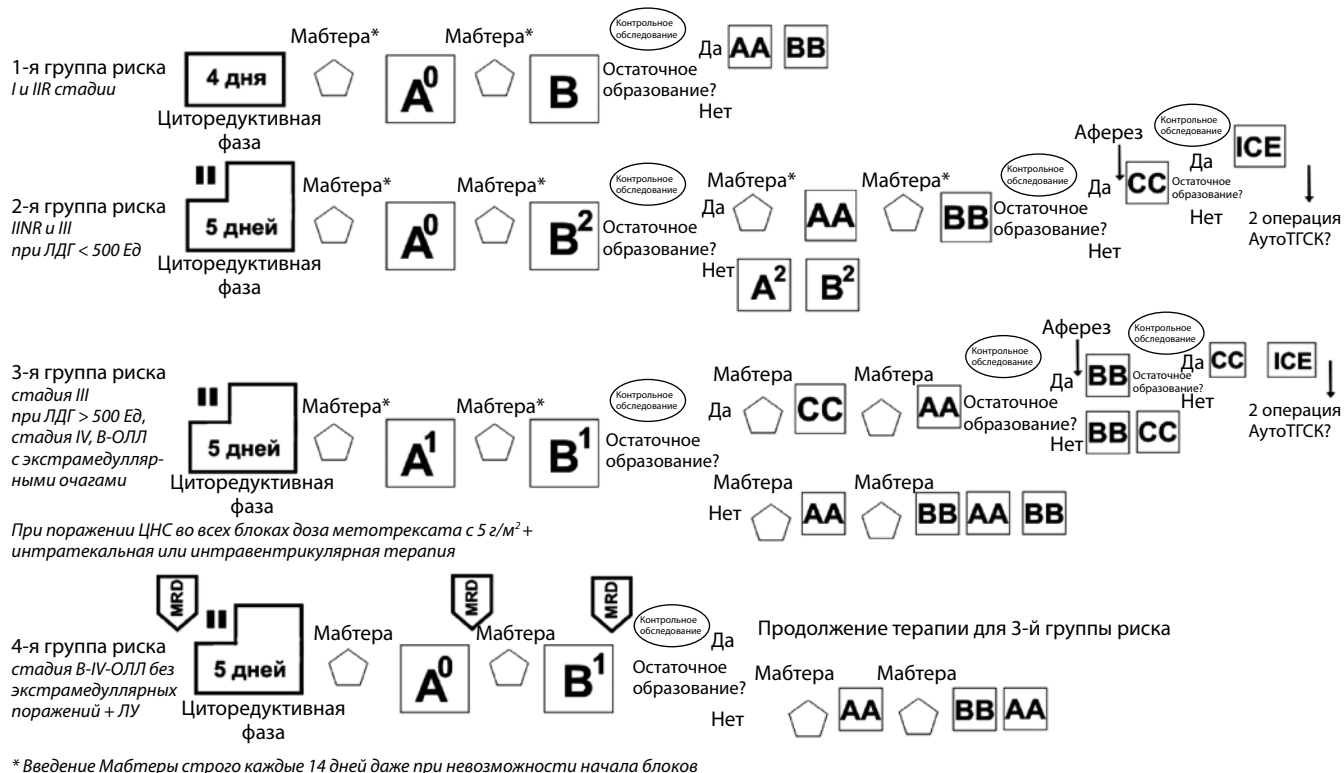 1-я группа риска
I и IIR стадии
4 дня
Циторедуктивная
фаза
Мабтера*
A0
Мабтера*
B
Контрольное
обследование
Остаточное
образование?
Да
AA
BB
Нет
2-я группа риска
IINR и III
при ЛДГ < 500 Ед
II
5 дней
Циторедуктивная
фаза
Мабтера*
A0
Мабтера*
B2
Контрольное
обследование
Остаточное
образование?
Да
Мабтера*
AA
Мабтера*
BB
Нет
A2
B2
Контрольное
обследование
Остаточное
образование?
Да
Нет
Аферез
CC
Контрольное
обследование
Остаточное
образование?
Да
Нет
ICE
2 операция
АутоТГСК?
3-я группа риска
стадия III
при ЛДГ > 500 Ед,
стадия IV, В-ОЛЛ
с экстрамедулляр-
ными очагами
II
5 дней
Циторедуктивная
фаза
Мабтера*
A1
Мабтера*
B1
Контрольное
обследование
Остаточное
образование?
Да
Мабтера
CC
Мабтера
AA
Контрольное
обследование
Остаточное
образование?
Да
Аферез
BB
Контрольное
обследование
Остаточное
образование?
Да
CC
ICE
Нет
2 операция
АутоТГСК?
Нет
BB
CC
Нет
Мабтера
AA
Мабтера
BB
AA
BB
При поражении ЦНС во всех блоках доза метотрексата с 5 г/м2 +
интратекальная или интравентрикулярная терапия
4-я группа риска
стадия В-IV-ОЛЛ без
экстрамедуллярных
поражений + ЛУ
MRD
II
5 дней
Циторедуктивная
фаза
Мабтера
MRD
A0
Мабтера
MRD
B1
Контрольное
обследование
Остаточное
образование?
Да
Продолжение терапии для 3-й группы риска
Нет
Мабтера
AA
Мабтера
BB
AA
* Введение Мабтеры строго каждые 14 дней даже при невозможности начала блоков